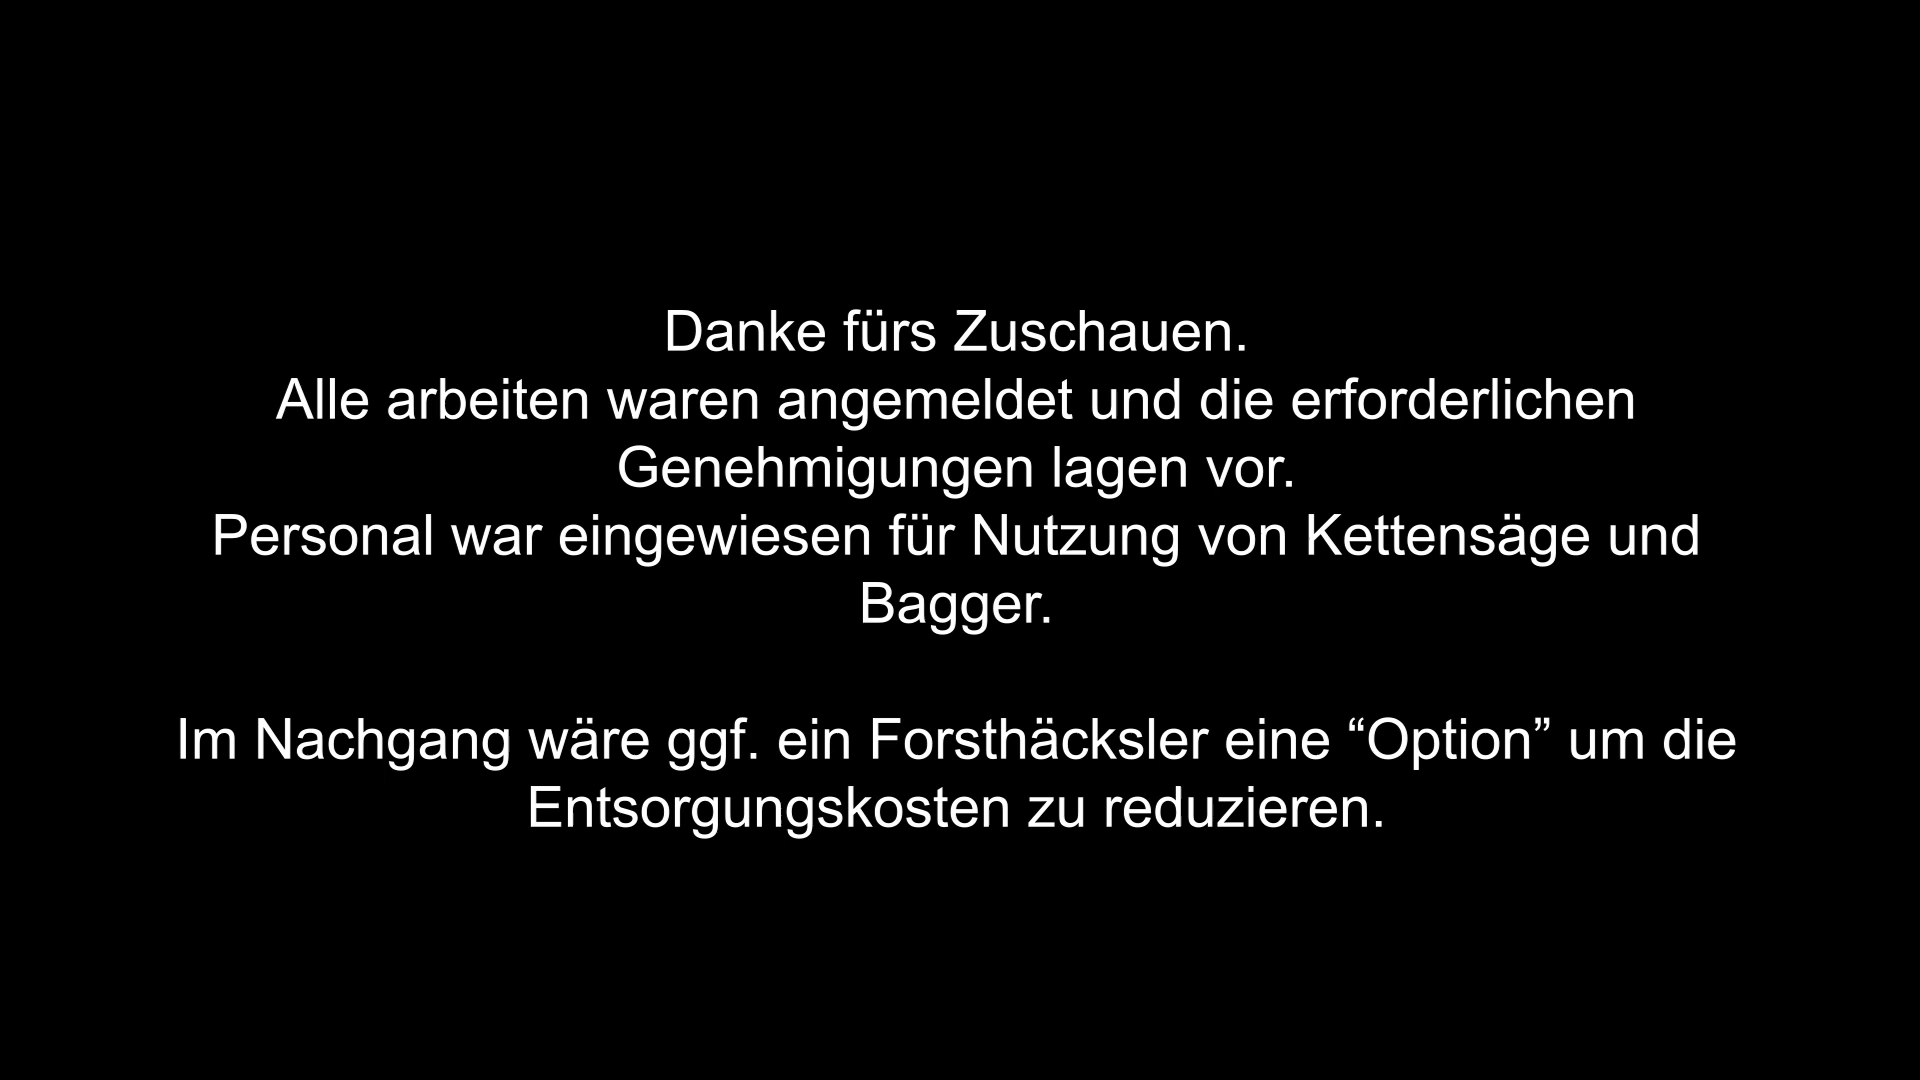 Danke fürs Zuschauen.
Alle arbeiten waren angemeldet und die erforderlichen
Genehmigungen lagen vor.
Personal war eingewiesen für Nutzung von Kettensäge und
Bagger.
Im Nachgang wäre ggf. ein Forsthäcksler eine “Option” um die
Entsorgungskosten zu reduzieren.